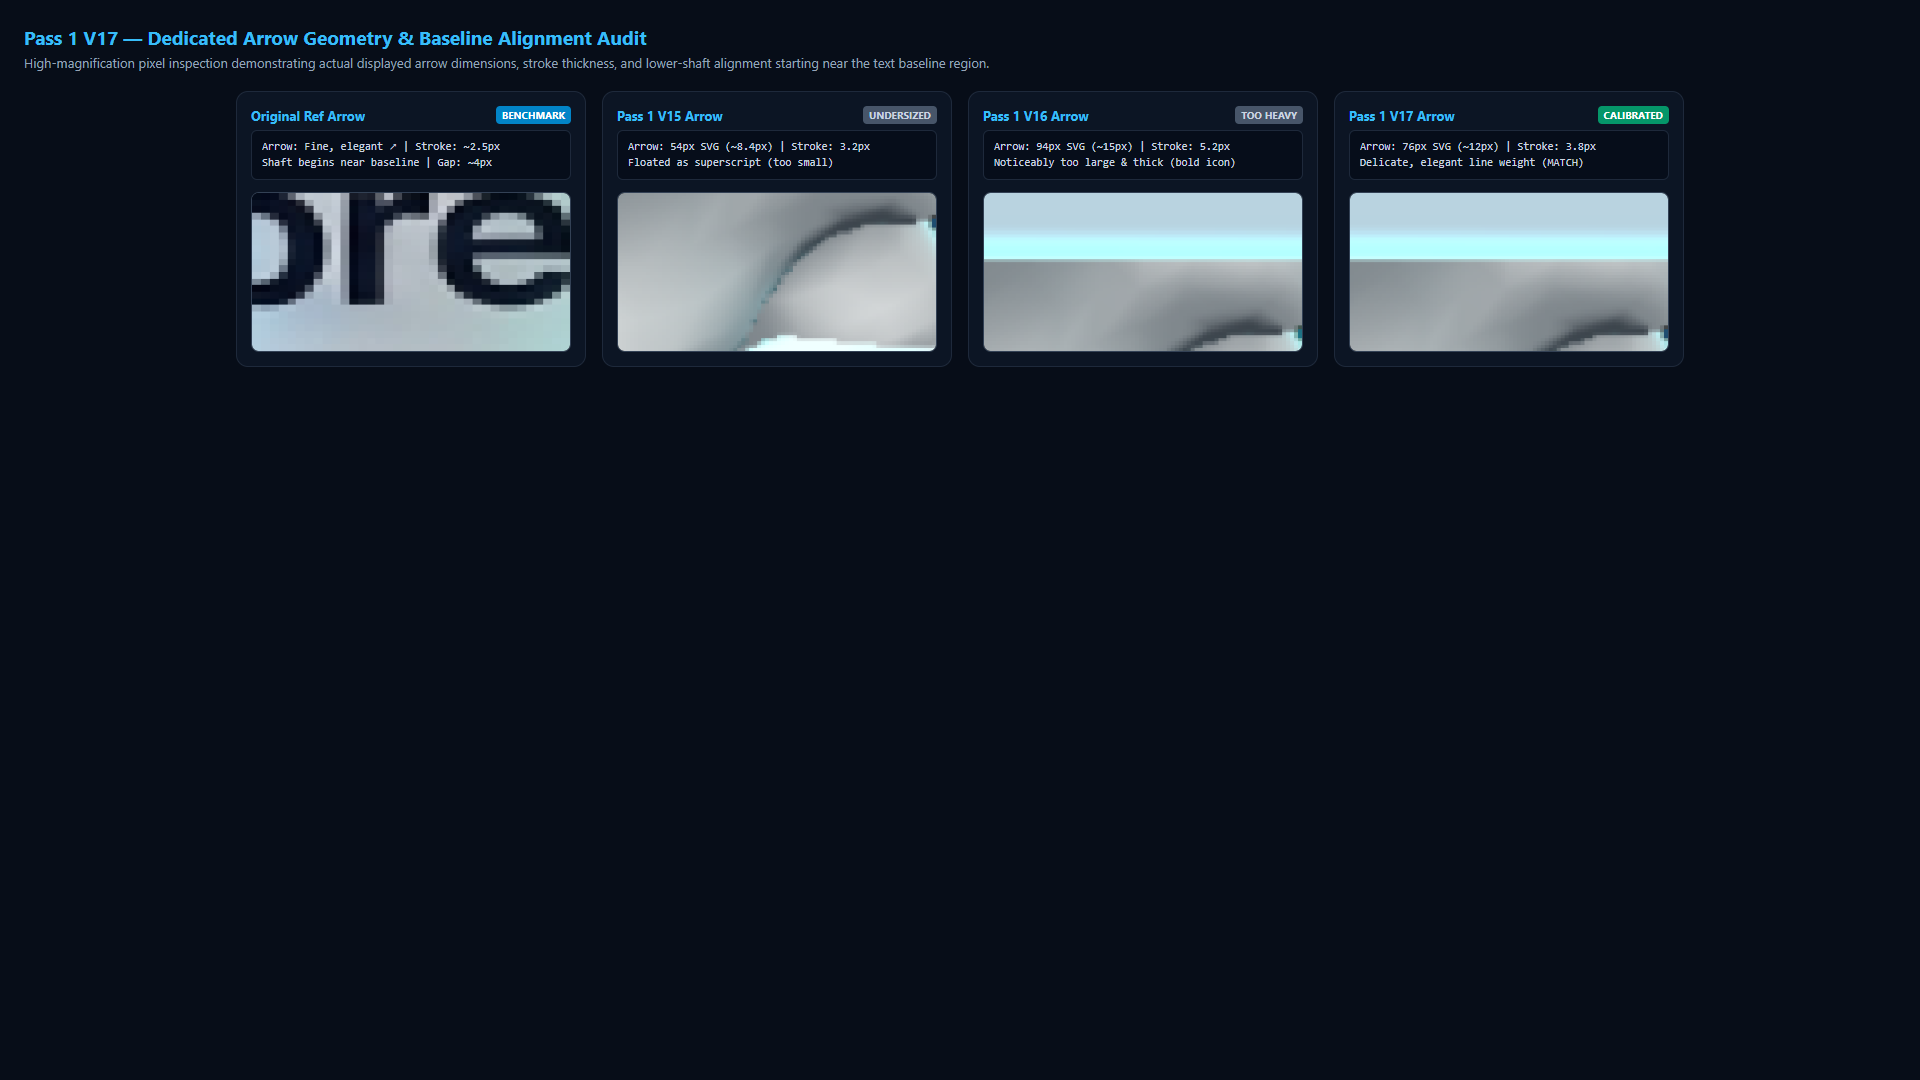 Pass 1 V17 — Dedicated Arrow Geometry & Baseline Alignment Audit
High-magnification pixel inspection demonstrating actual displayed arrow dimensions, stroke thickness, and lower-shaft alignment starting near the text baseline region.
Original Ref Arrow
BENCHMARK
Arrow: Fine, elegant ↗ | Stroke: ~2.5px
Shaft begins near baseline | Gap: ~4px
ore
Pass 1 V15 Arrow
UNDERSIZED
Arrow: 54px SVG (~8.4px) | Stroke: 3.2px
Floated as superscript (too small)
Pass 1 V16 Arrow
TOO HEAVY
Arrow: 94px SVG (~15px) | Stroke: 5.2px
Noticeably too large & thick (bold icon)
Pass 1 V17 Arrow
CALIBRATED
Arrow: 76px SVG (~12px) | Stroke: 3.8px
Delicate, elegant line weight (MATCH)